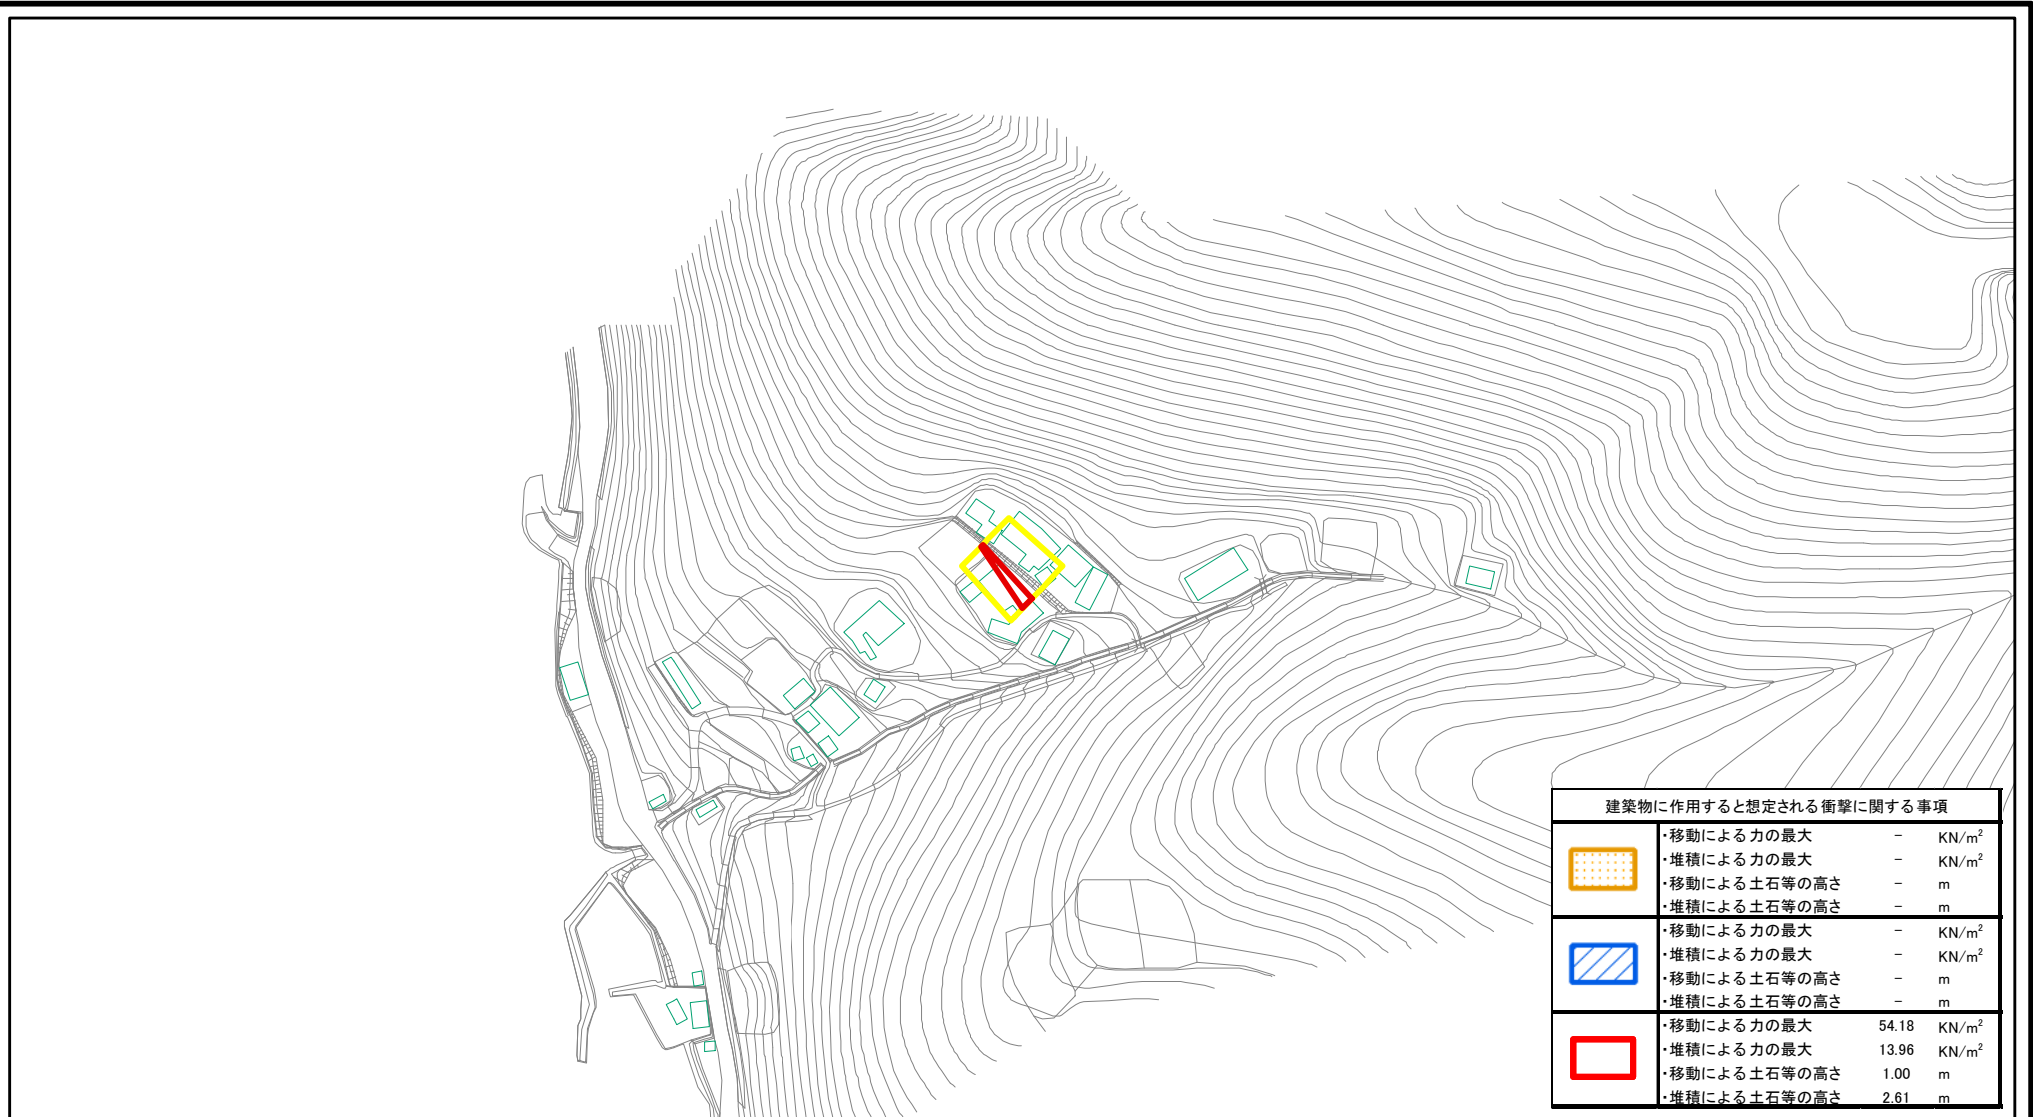 建築物に作用すると想定される衝撃に関する事項
・移動による力の最大 － KN/m²
・堆積による力の最大 － KN/m²
・移動による土石等の高さ － m
・堆積による土石等の高さ － m
・移動による力の最大 － KN/m²
・堆積による力の最大 － KN/m²
・移動による土石等の高さ － m
・堆積による土石等の高さ － m
・移動による力の最大 54.18 KN/m²
・堆積による力の最大 13.96 KN/m²
・移動による土石等の高さ 1.00 m
・堆積による土石等の高さ 2.61 m